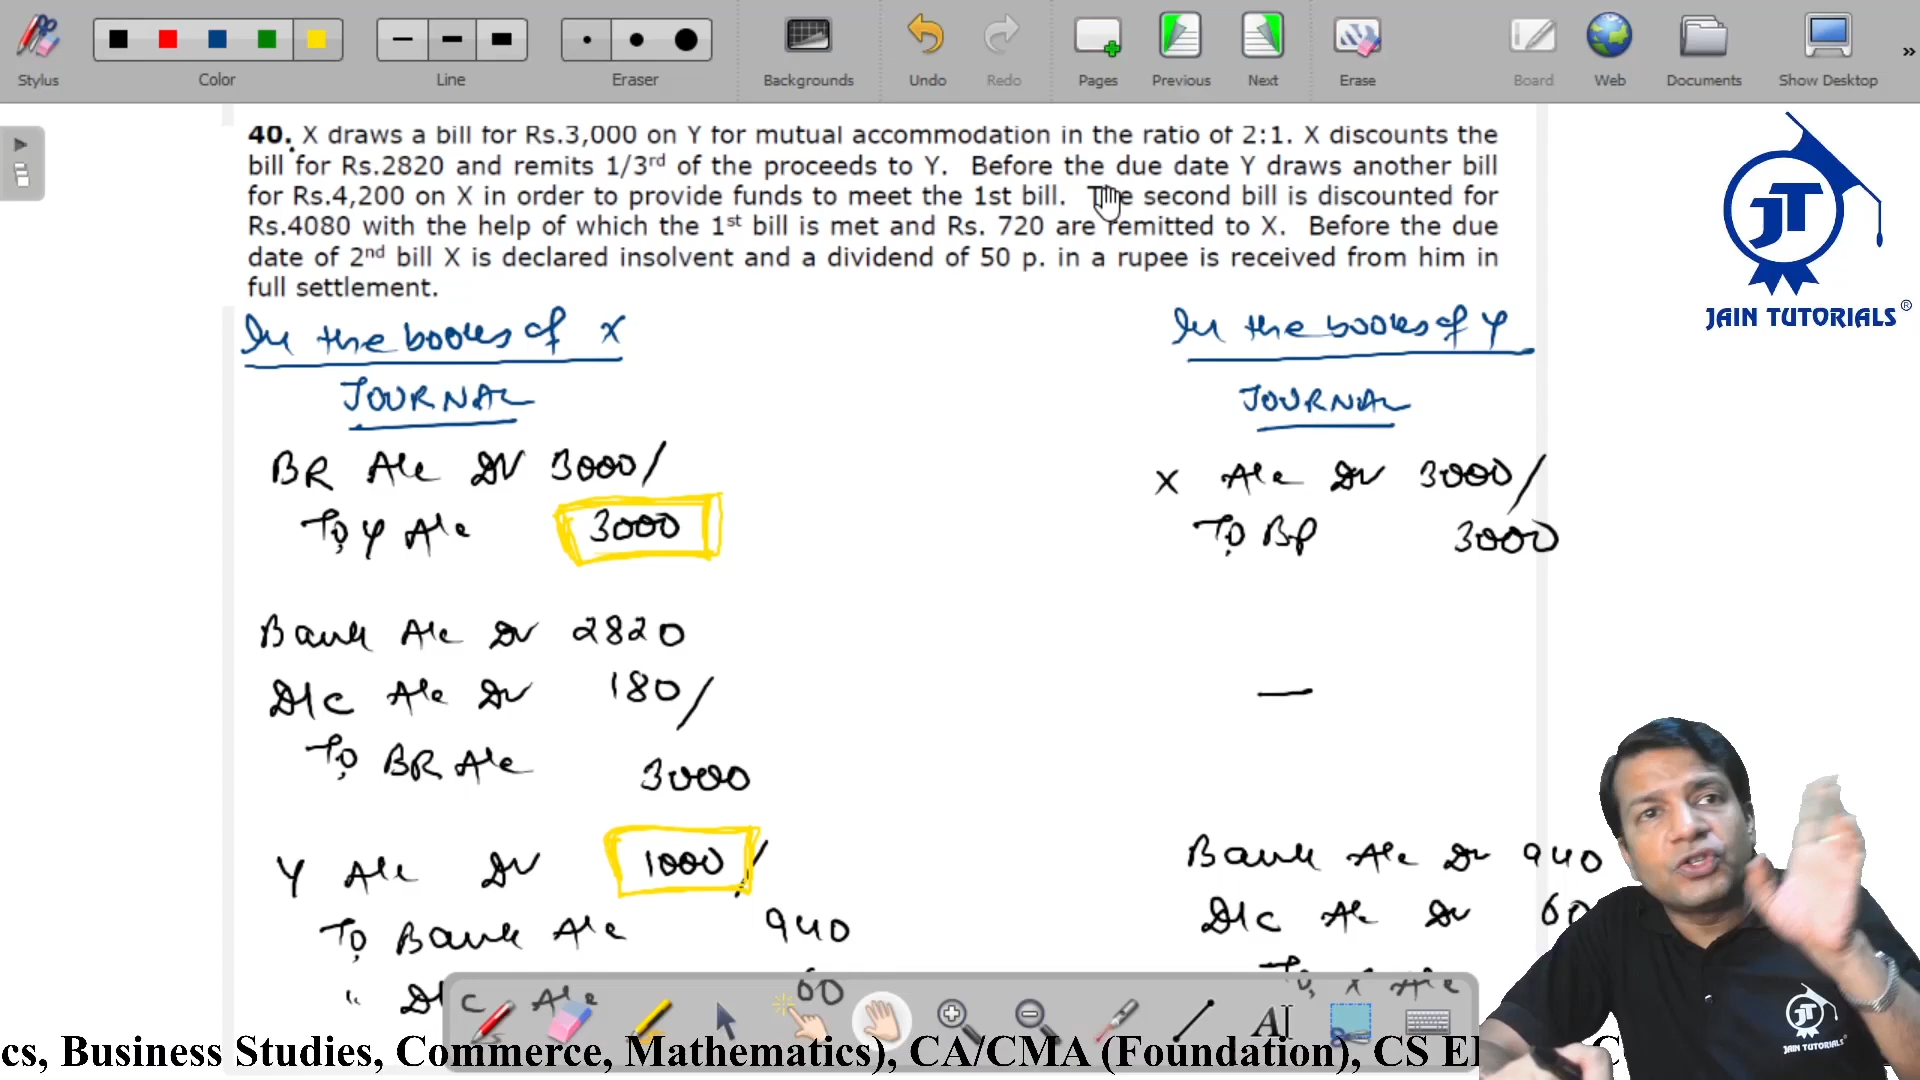 Stylus
Color
Line
Eraser
Backgrounds
Undo
Redo
Pages
Previous
Next
Erase
Board
Web
Documents
Show Desktop
»
40. X draws a bill for Rs.3,000 on Y for mutual accommodation in the ratio of 2:1. X discounts the
bill for Rs.2820 and remits 1/3rd of the proceeds to Y. Before the due date Y draws another bill
for Rs.4,200 on X in order to provide funds to meet the 1st bill. The second bill is discounted for
Rs.4080 with the help of which the 1st bill is met and Rs. 720 are remitted to X. Before the due
date of 2nd bill X is declared insolvent and a dividend of 50 p. in a rupee is received from him in
full settlement.
JT
JAIN TUTORIALS®
In the books of X
JOURNAL
BR A/c Dr 3000/
To Y A/c 3000
Bank A/c Dr 2820
D/c A/c Dr 180/
To BR A/c 3000
Y A/c Dr 1000/
To Bank A/c 940
" D/c A/c 60
In the books of Y
JOURNAL
X A/c Dr 3000/
To BP 3000
—
Bank A/c Dr 940
D/c A/c Dr 60
To X A/c
JT
JAIN TUTORIALS
cs, Business Studies, Commerce, Mathematics), CA/CMA (Foundation), CS E